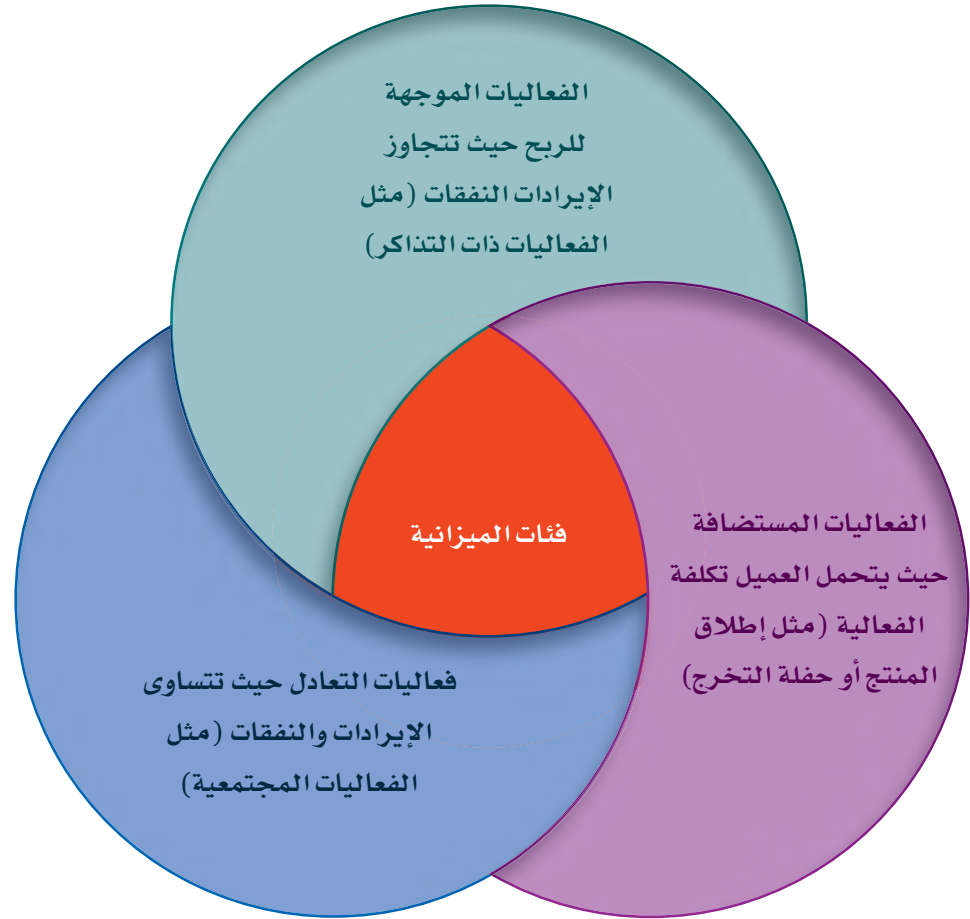 الفعاليات الموجهة
للربح حيث تتجاوز
الإيرادات النفقات (مثل
الفعاليات ذات التذاكر)
فئات الميزانية
الفعاليات المستضافة
حيث يتحمل العميل تكلفة
الفعالية (مثل إطلاق
المنتج أو حفلة التخرج)
فعاليات التعادل حيث تتساوى
الإيرادات والنفقات (مثل
الفعاليات المجتمعية)